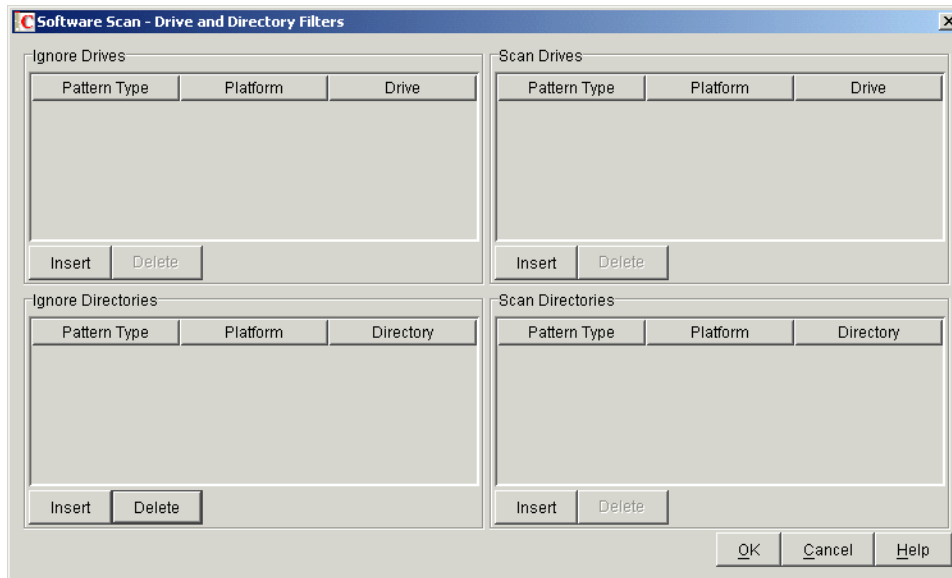 Software Scan - Drive and Directory Filters
Ignore Drives
Pattern Type Platform Drive
Insert Delete
Scan Drives
Pattern Type Platform Drive
Insert Delete
Ignore Directories
Pattern Type Platform Directory
Insert Delete
Scan Directories
Pattern Type Platform Directory
Insert Delete
OK Cancel Help